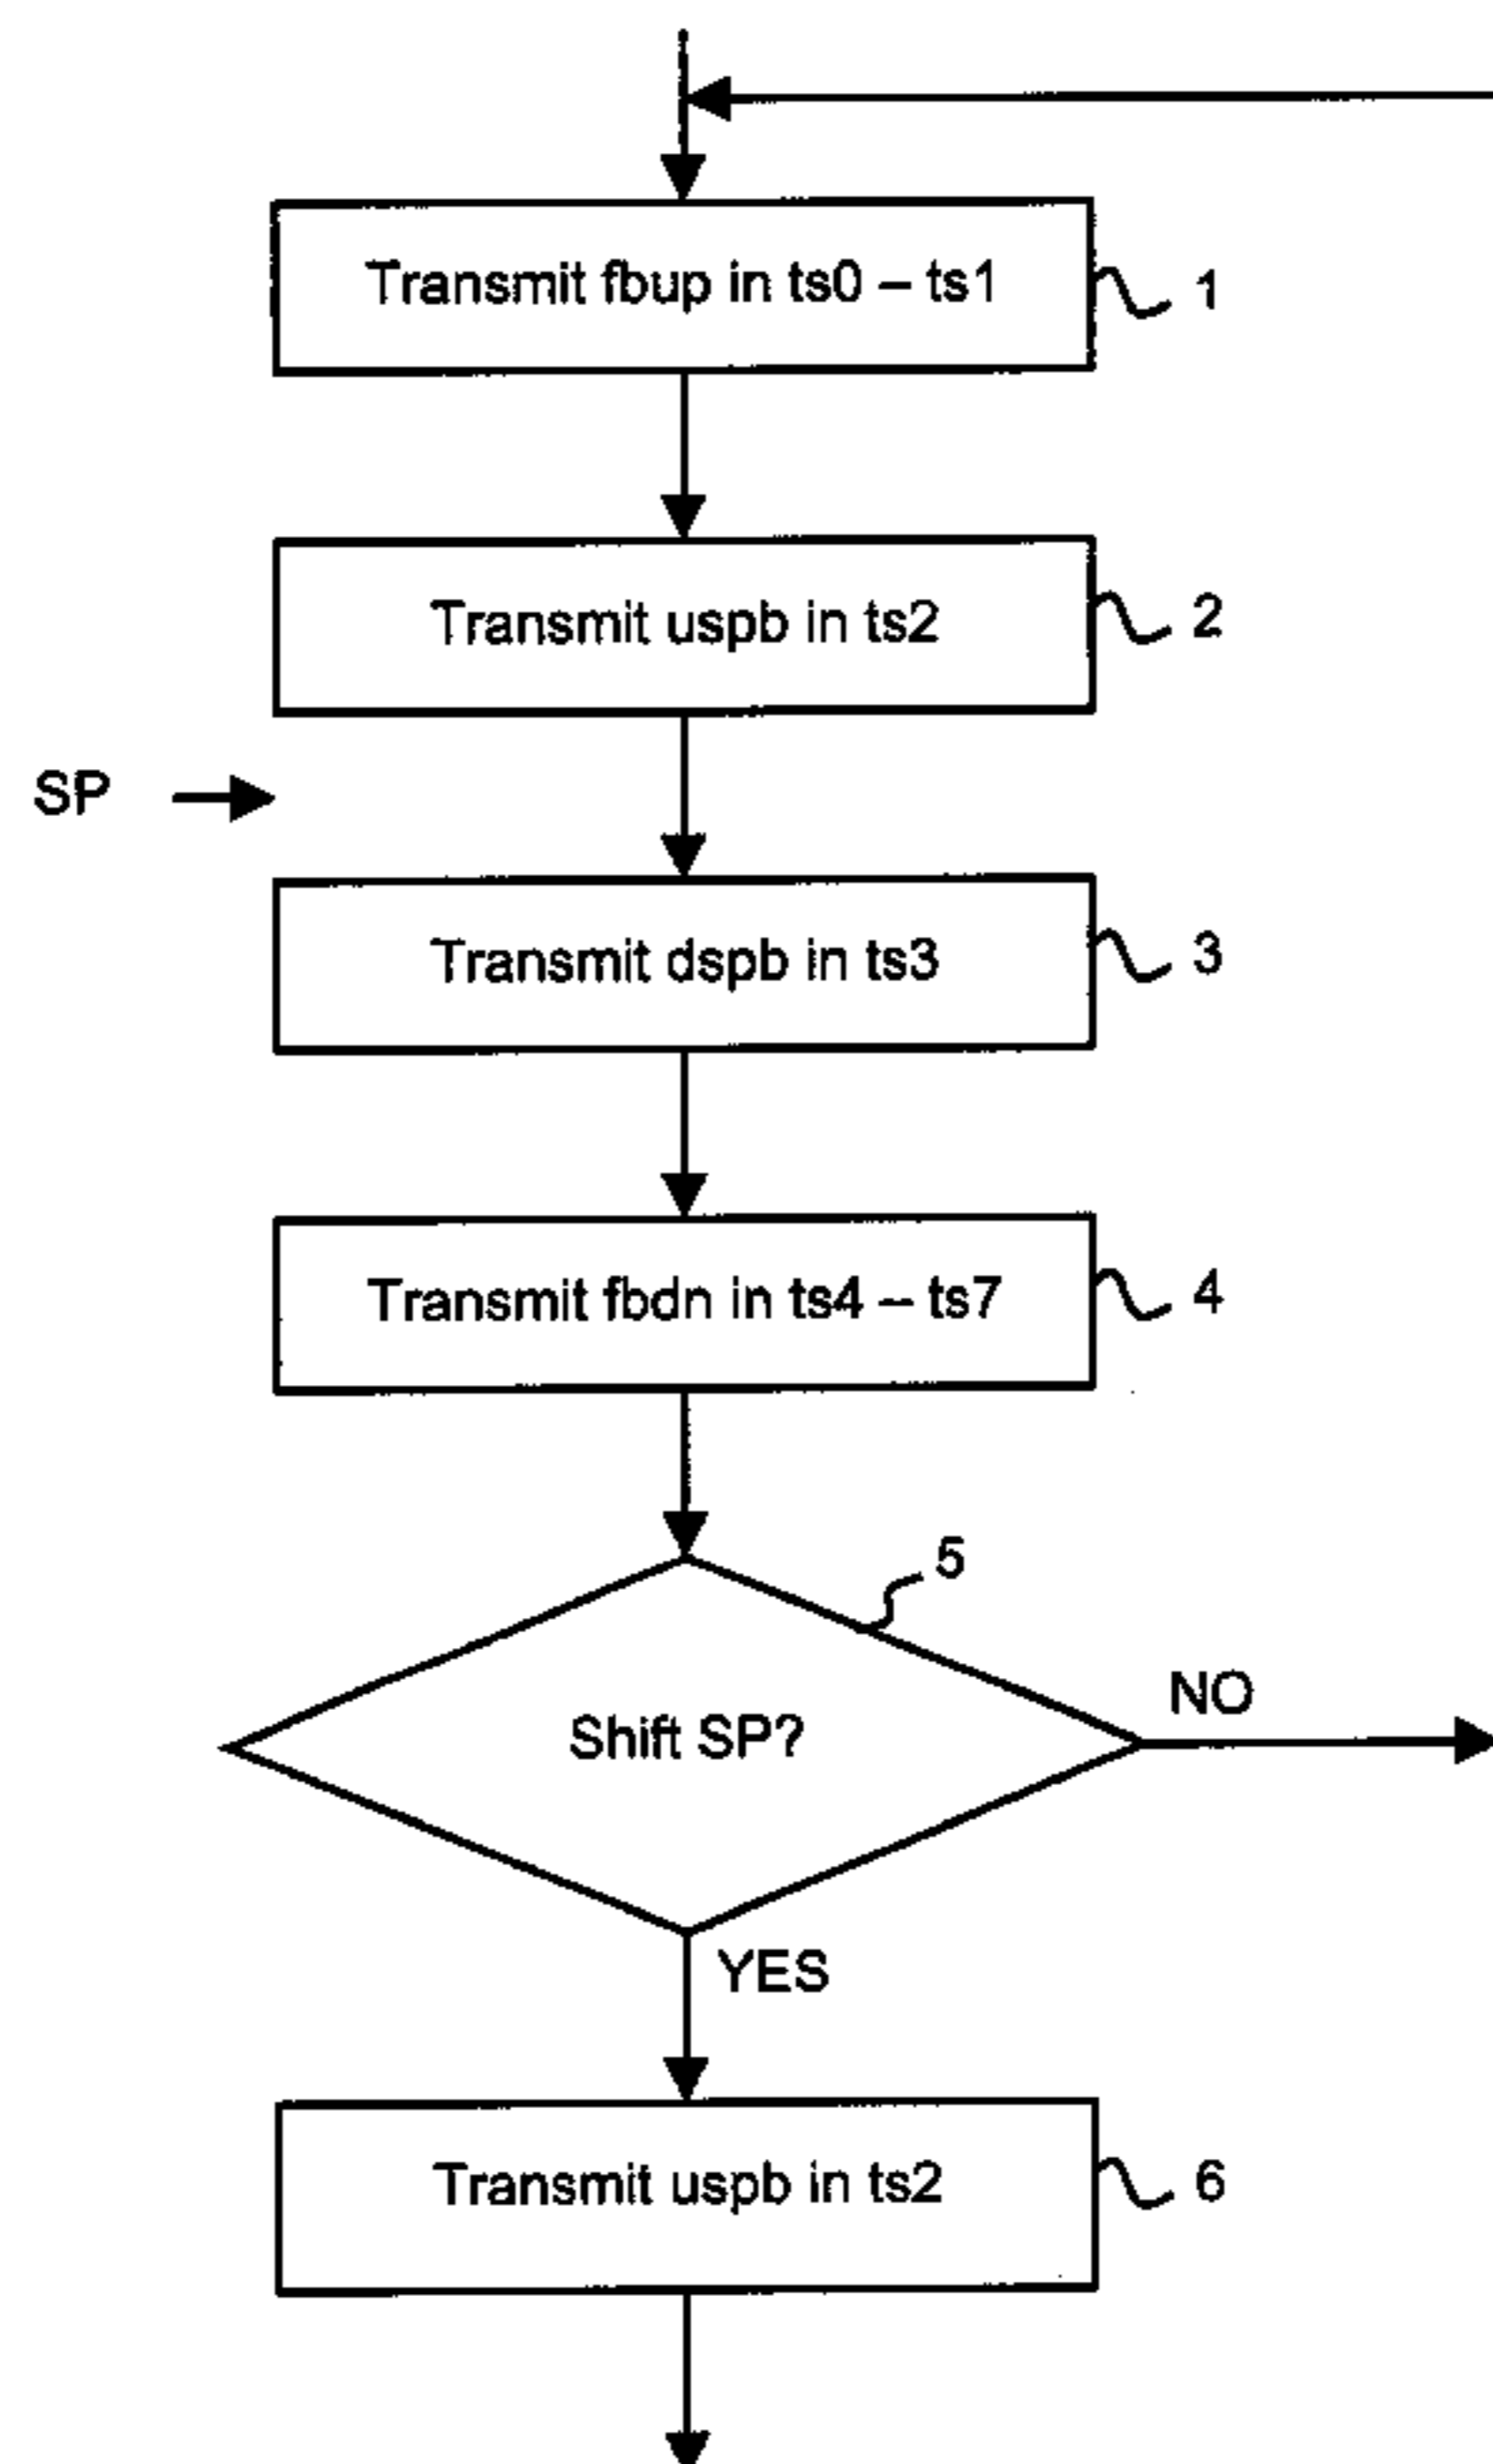 Transmit fbup in ts0 – ts1
1
Transmit uspb in ts2
2
SP
Transmit dspb in ts3
3
Transmit fbdn in ts4 – ts7
4
5
Shift SP?
NO
YES
Transmit uspb in ts2
6